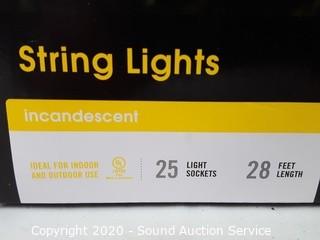 String Lights
incandescent
IDEAL FOR INDOOR
AND OUTDOOR USE
UL
25 LIGHT
SOCKETS
28 FEET
LENGTH
Copyright 2020 - Sound Auction Service